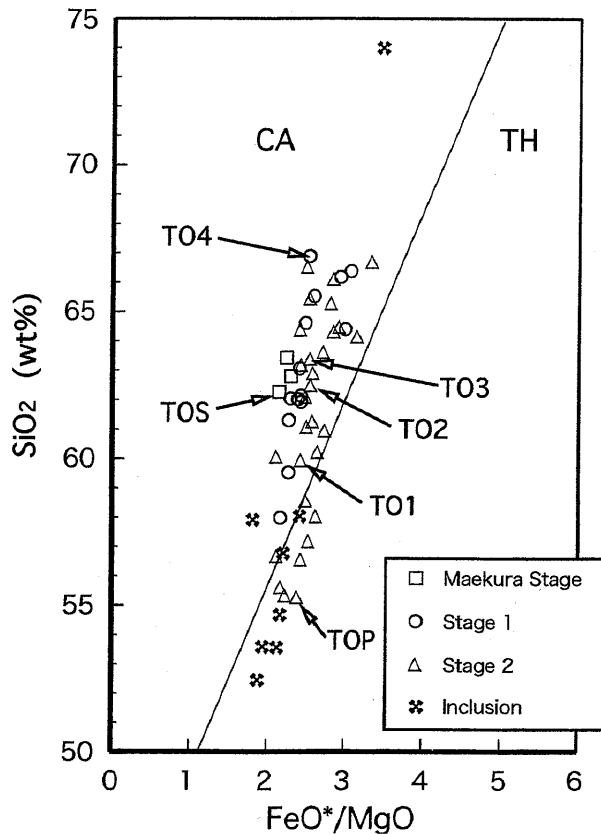 75
70
65
60
55
50
SiO2 (wt%)
CA
TH
TO4
TO3
TOS
TO2
TO1
TOP
Maekura Stage
Stage 1
Stage 2
Inclusion
0 1 2 3 4 5 6
FeO*/MgO